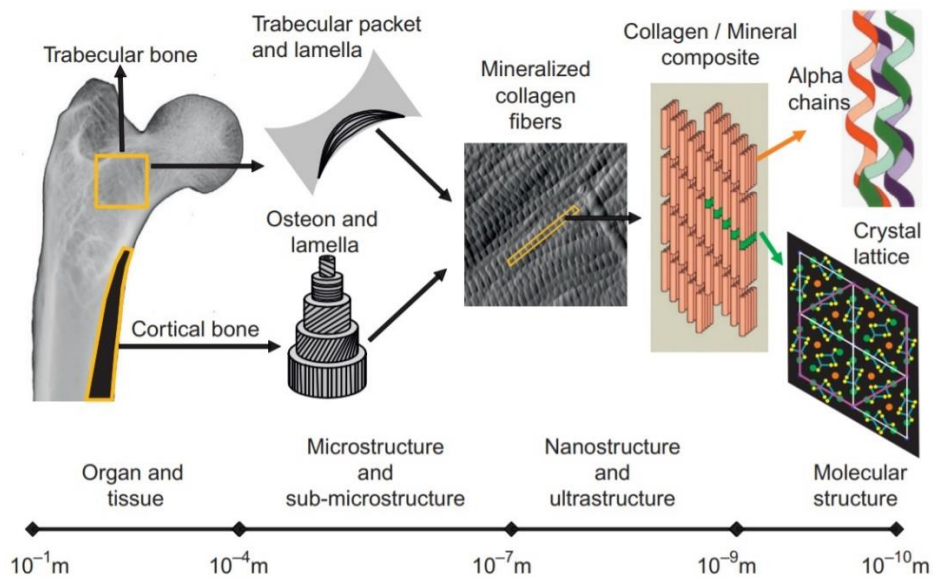 Trabecular bone
Trabecular packet
and lamella
Osteon and
lamella
Cortical bone
Mineralized
collagen
fibers
Collagen / Mineral
composite
Alpha
chains
Crystal
lattice
Organ and
tissue
Microstructure
and
sub-microstructure
Nanostructure
and
ultrastructure
Molecular
structure
10⁻¹m
10⁻⁴m
10⁻⁷m
10⁻⁹m
10⁻¹⁰m